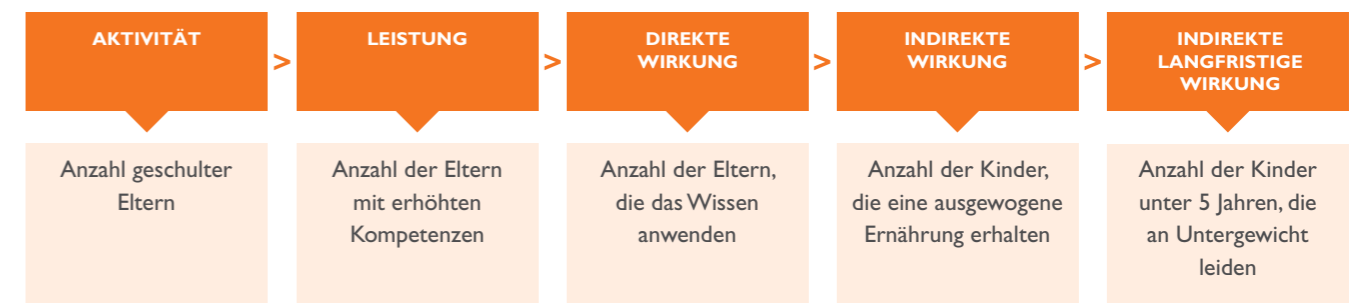 AKTIVITÄT
>
LEISTUNG
>
DIREKTE
WIRKUNG
>
INDIREKTE
WIRKUNG
>
INDIREKTE
LANGFRISTIGE
WIRKUNG
Anzahl geschulter
Eltern
Anzahl der Eltern
mit erhöhten
Kompetenzen
Anzahl der Eltern,
die das Wissen
anwenden
Anzahl der Kinder,
die eine ausgewogene
Ernährung erhalten
Anzahl der Kinder
unter 5 Jahren, die
an Untergewicht
leiden